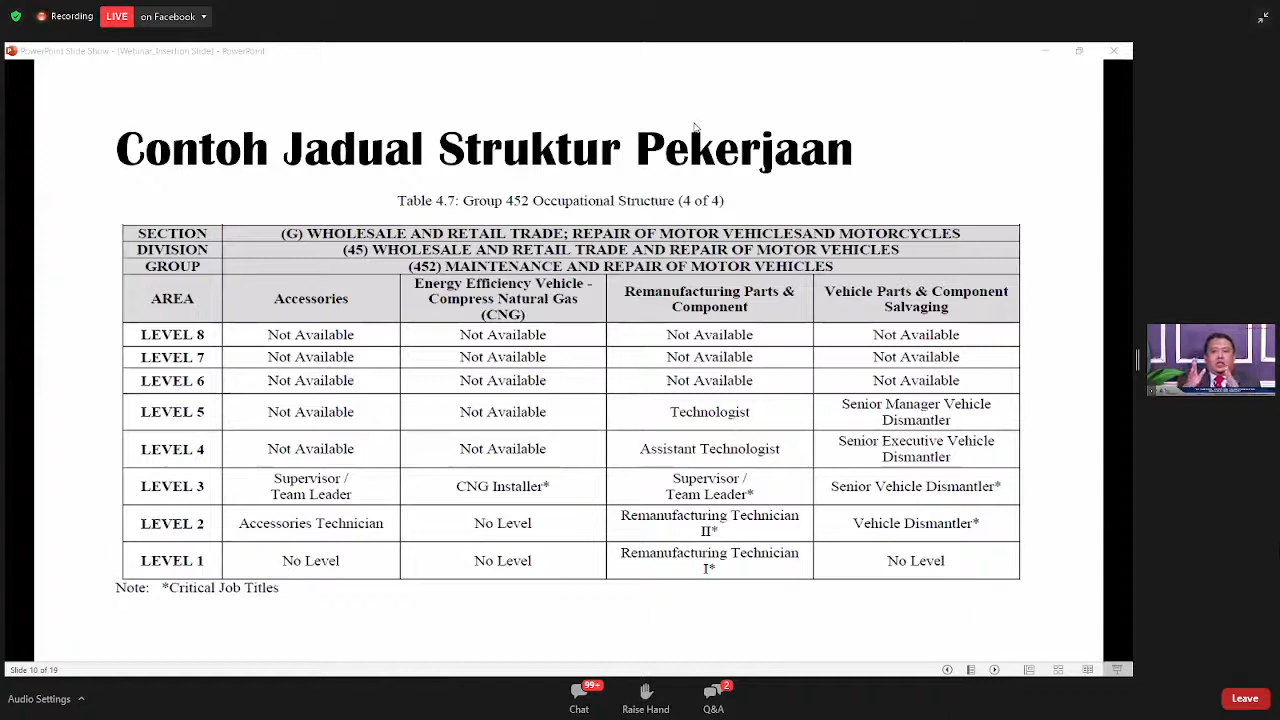 Recording LIVE on Facebook
PowerPoint Slide Show - [Webinar_Insertion Slide] - PowerPoint
Contoh Jadual Struktur Pekerjaan
Table 4.7: Group 452 Occupational Structure (4 of 4)
SECTION (G) WHOLESALE AND RETAIL TRADE; REPAIR OF MOTOR VEHICLESAND MOTORCYCLES
DIVISION (45) WHOLESALE AND RETAIL TRADE AND REPAIR OF MOTOR VEHICLES
GROUP (452) MAINTENANCE AND REPAIR OF MOTOR VEHICLES
AREA
Accessories
Energy Efficiency Vehicle -
Compress Natural Gas
(CNG)
Remanufacturing Parts &
Component
Vehicle Parts & Component
Salvaging
LEVEL 8 Not Available Not Available Not Available Not Available
LEVEL 7 Not Available Not Available Not Available Not Available
LEVEL 6 Not Available Not Available Not Available Not Available
LEVEL 5 Not Available Not Available Technologist
Senior Manager Vehicle
Dismantler
LEVEL 4 Not Available Not Available Assistant Technologist
Senior Executive Vehicle
Dismantler
LEVEL 3
Supervisor /
Team Leader
CNG Installer*
Supervisor /
Team Leader*
Senior Vehicle Dismantler*
LEVEL 2 Accessories Technician No Level
Remanufacturing Technician
II*
Vehicle Dismantler*
LEVEL 1 No Level No Level
Remanufacturing Technician
I*
No Level
Note: *Critical Job Titles
Slide 10 of 19
Audio Settings
99+
Chat
Raise Hand
2
Q&A
Leave